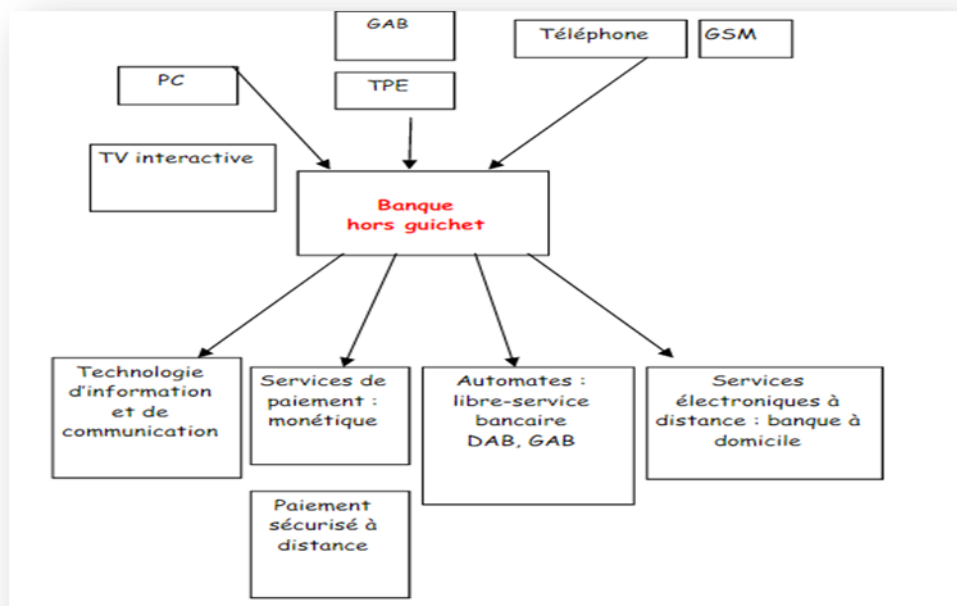 GAB
Téléphone
GSM
PC
TPE
TV interactive
Banque
hors guichet
Technologie
d'information
et de
communication
Services de
paiement :
monétique
Automates :
libre-service
bancaire
DAB, GAB
Services
électroniques à
distance : banque à
domicile
Paiement
sécurisé à
distance